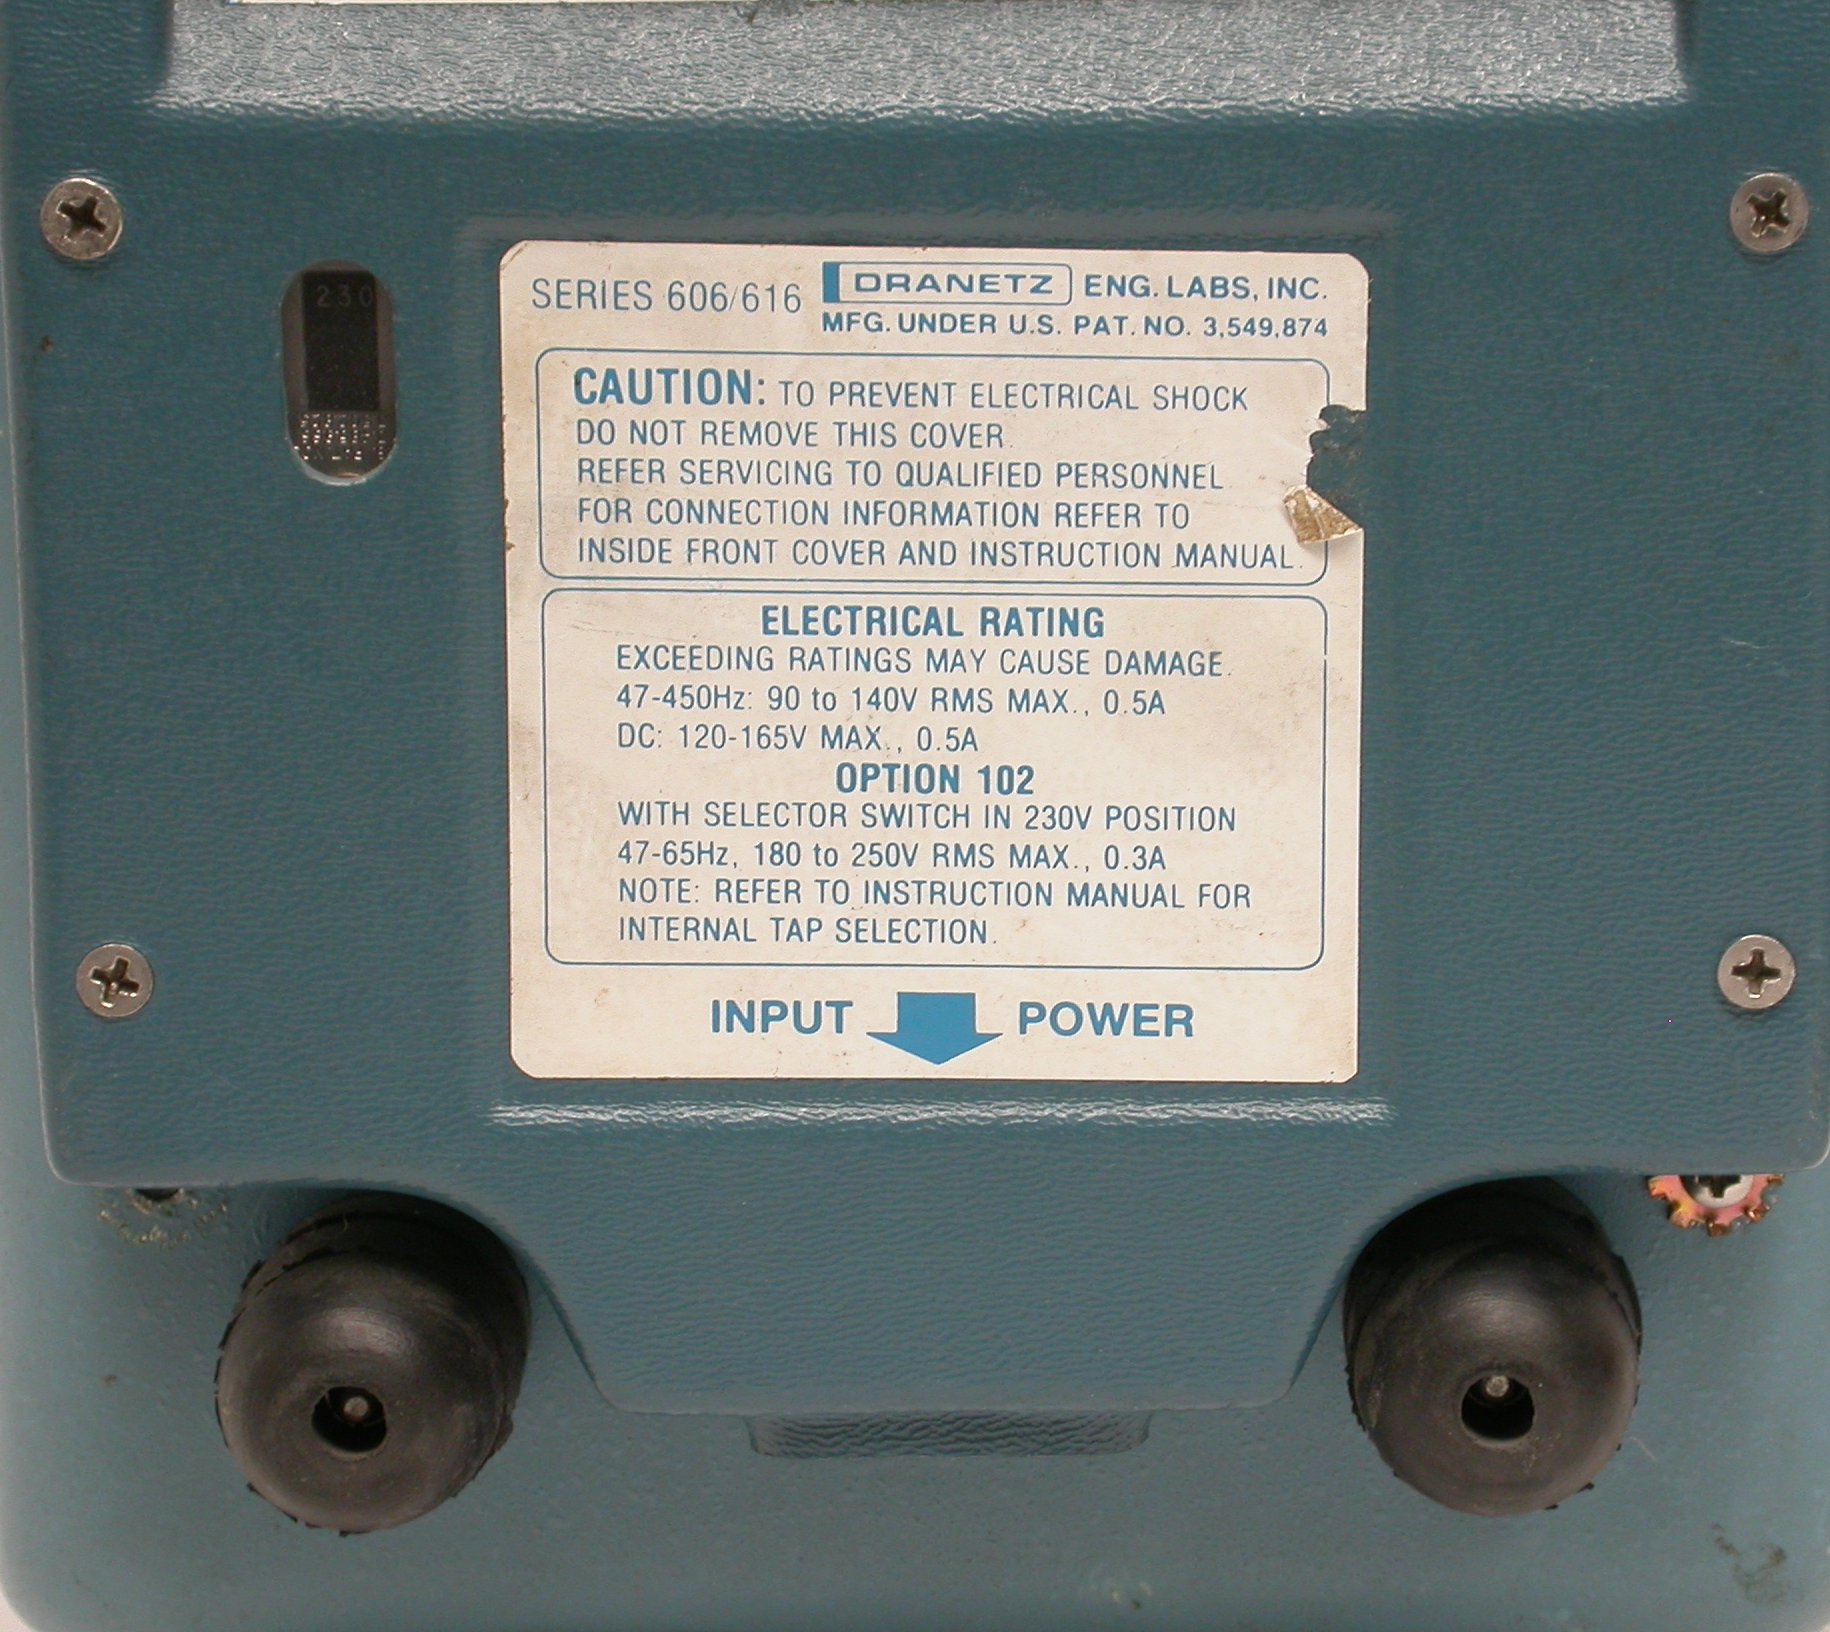 230
SERIES 606/616 DRANETZ ENG. LABS, INC.
MFG. UNDER U.S. PAT. NO. 3,549,874
CAUTION: TO PREVENT ELECTRICAL SHOCK
DO NOT REMOVE THIS COVER.
REFER SERVICING TO QUALIFIED PERSONNEL
FOR CONNECTION INFORMATION REFER TO
INSIDE FRONT COVER AND INSTRUCTION MANUAL.
ELECTRICAL RATING
EXCEEDING RATINGS MAY CAUSE DAMAGE.
47-450Hz: 90 to 140V RMS MAX., 0.5A
DC: 120-165V MAX., 0.5A
OPTION 102
WITH SELECTOR SWITCH IN 230V POSITION
47-65Hz, 180 to 250V RMS MAX., 0.3A
NOTE: REFER TO INSTRUCTION MANUAL FOR
INTERNAL TAP SELECTION.
INPUT POWER